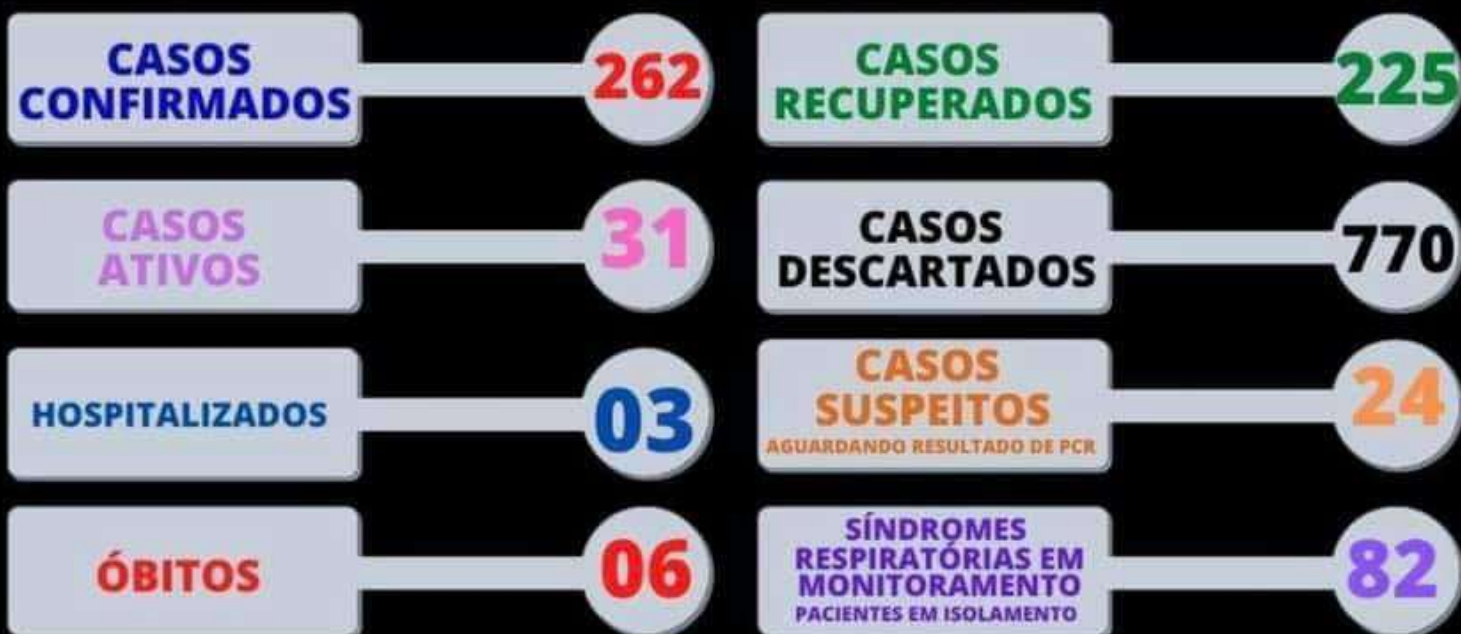 CASOS
CONFIRMADOS
262
CASOS
RECUPERADOS
225
CASOS
ATIVOS
31
CASOS
DESCARTADOS
770
HOSPITALIZADOS
03
CASOS
SUSPEITOS
AGUARDANDO RESULTADO DE PCR
24
ÓBITOS
06
SÍNDROMES
RESPIRATÓRIAS EM
MONITORAMENTO
PACIENTES EM ISOLAMENTO
82